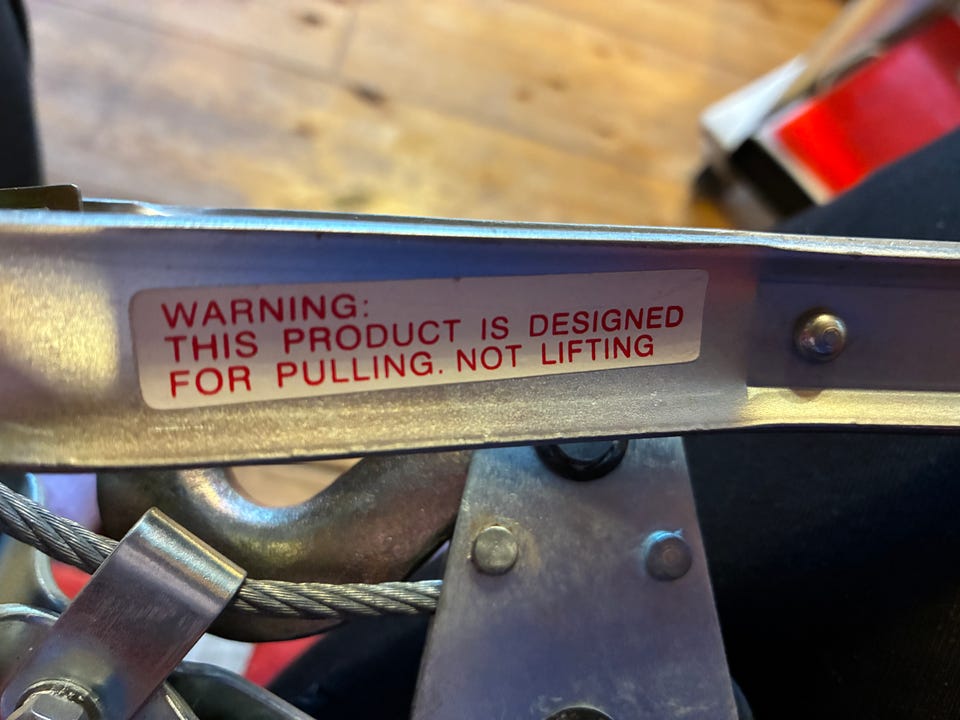 WARNING:
THIS PRODUCT IS DESIGNED
FOR PULLING. NOT LIFTING